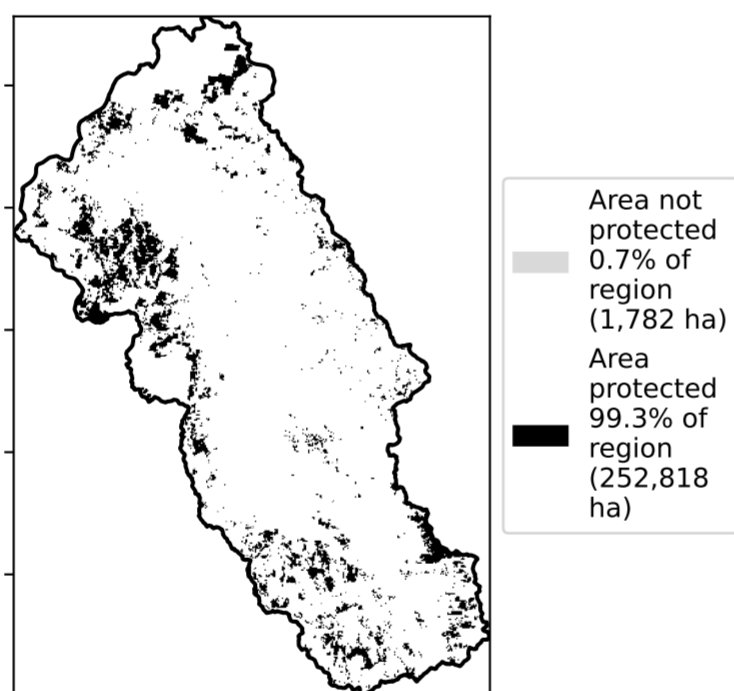 Area not
protected
0.7% of
region
(1,782 ha)
Area
protected
99.3% of
region
(252,818
ha)